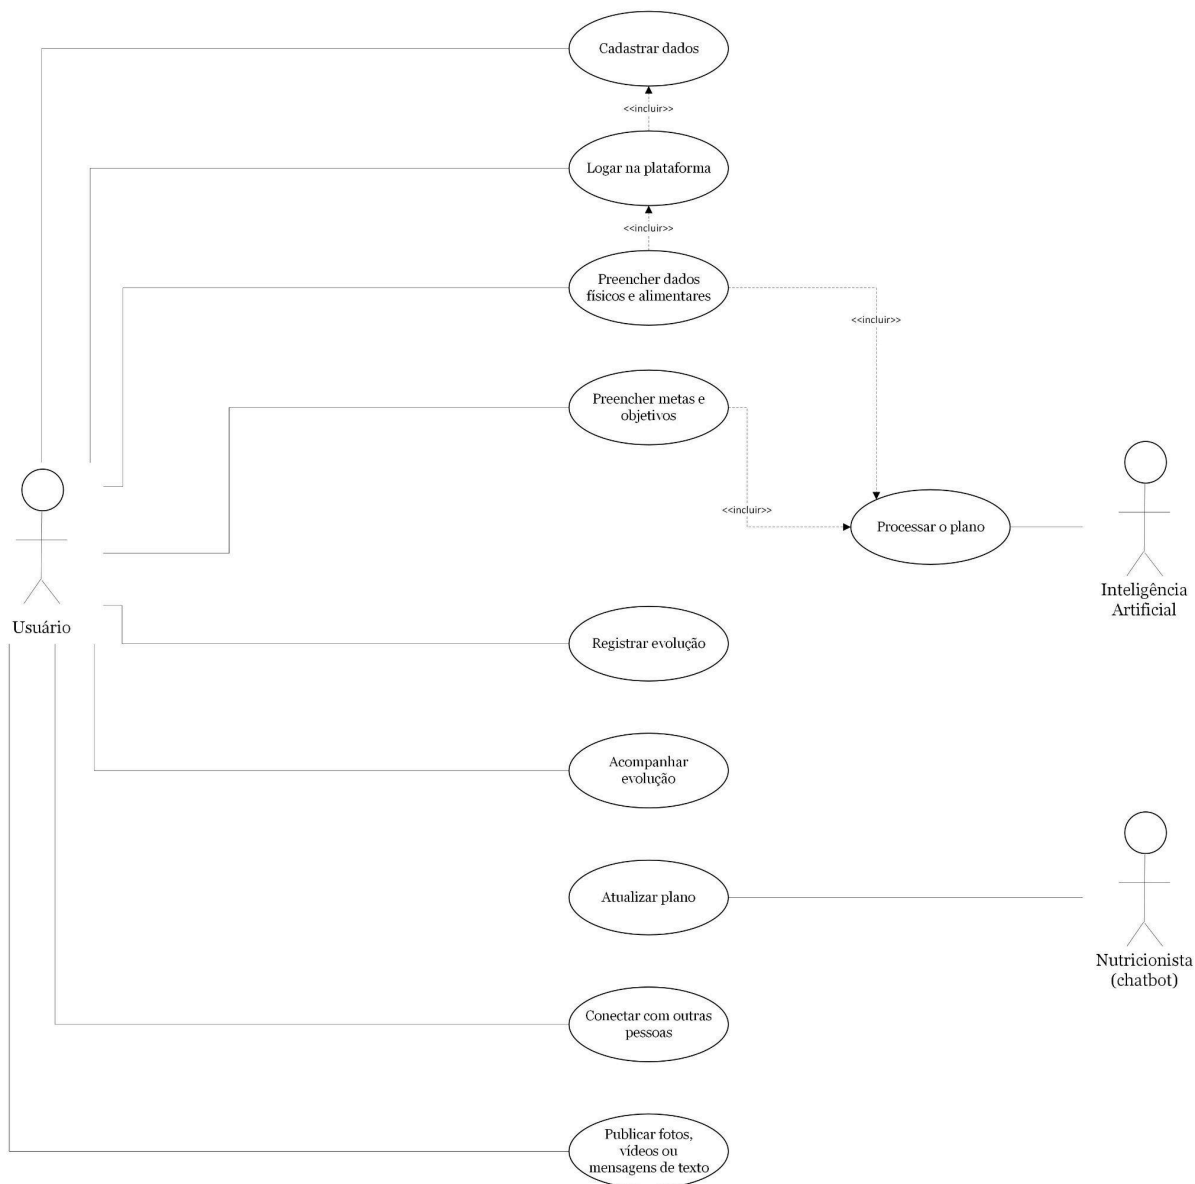 Cadastrar dados
<<incluir>>
Logar na plataforma
<<incluir>>
Preencher dados
físicos e alimentares
<<incluir>>
Preencher metas e
objetivos
<<incluir>>
Processar o plano
Inteligência
Artificial
Usuário
Registrar evolução
Acompanhar
evolução
Atualizar plano
Nutricionista
(chatbot)
Conectar com outras
pessoas
Publicar fotos,
vídeos ou
mensagens de texto